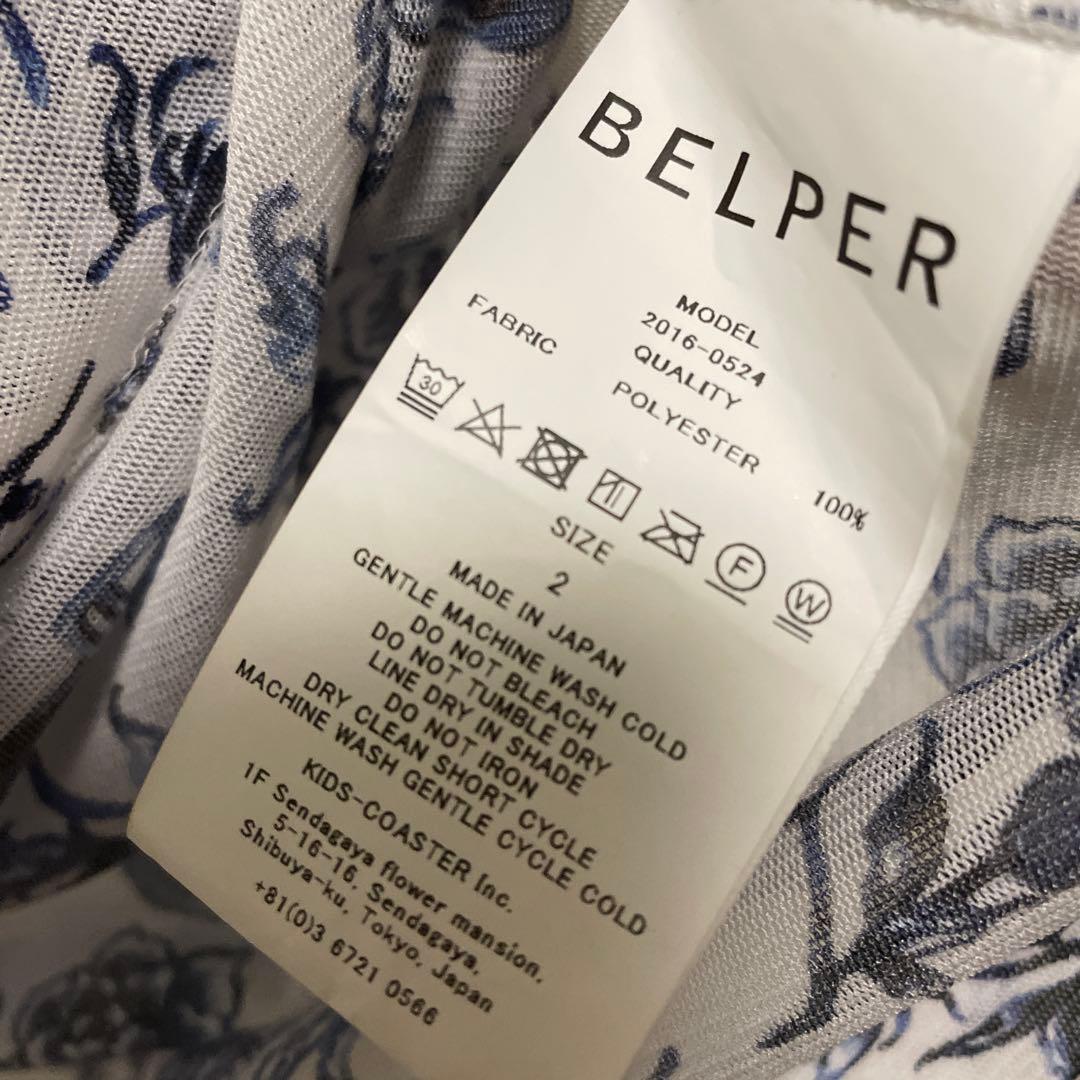 BELPER
MODEL
2016-0524
QUALITY
FABRIC POLYESTER 100%
30
F
W
SIZE
2
MADE IN JAPAN
GENTLE MACHINE WASH COLD
DO NOT BLEACH
DO NOT TUMBLE DRY
LINE DRY IN SHADE
DO NOT IRON
DRY CLEAN SHORT CYCLE
MACHINE WASH GENTLE CYCLE COLD
KIDS-COASTER Inc.
1F Sendagaya flower mansion,
5-16-16, Sendagaya,
Shibuya-ku, Tokyo, Japan
+81(0)3 6721 0566